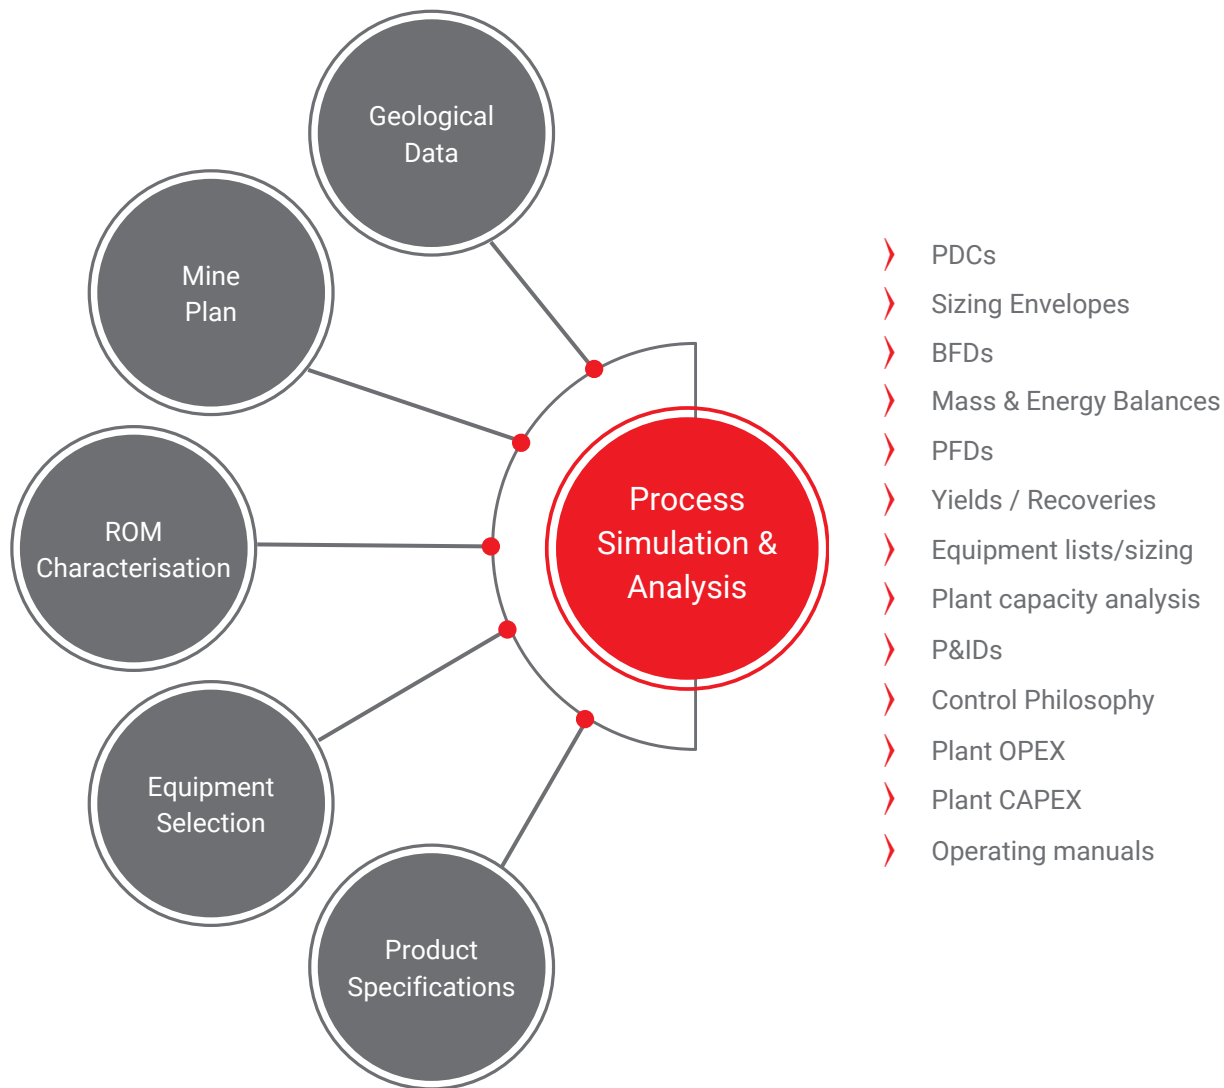 Geological
Data
Mine
Plan
ROM
Characterisation
Equipment
Selection
Product
Specifications
Process
Simulation &
Analysis
PDCs
Sizing Envelopes
BFDs
Mass & Energy Balances
PFDs
Yields / Recoveries
Equipment lists/sizing
Plant capacity analysis
P&IDs
Control Philosophy
Plant OPEX
Plant CAPEX
Operating manuals